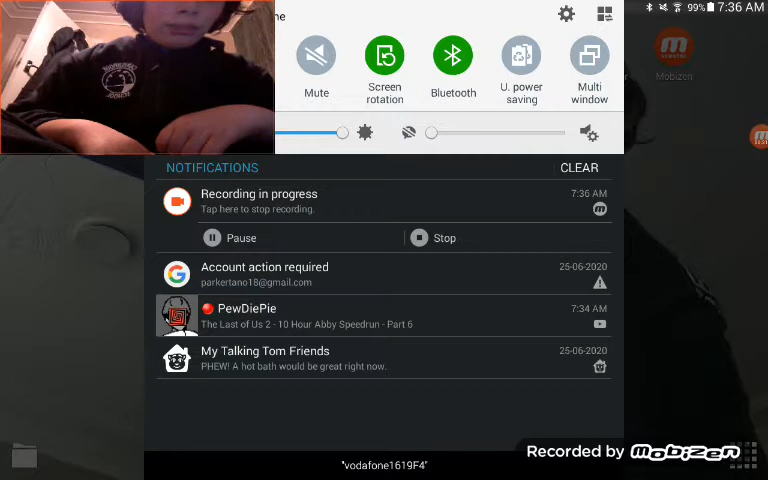 me
99% 7:36 AM
Mute
Screen rotation
Bluetooth
U. power saving
Multi window
Mobizen
NOTIFICATIONS CLEAR
Recording in progress 7:36 AM
Tap here to stop recording.
Pause Stop
Account action required 25-06-2020
parkertano18@gmail.com
PewDiePie 7:34 AM
The Last of Us 2 - 10 Hour Abby Speedrun - Part 6
My Talking Tom Friends 25-06-2020
PHEW! A hot bath would be great right now.
Recorded by mobizen
"vodafone1619F4"